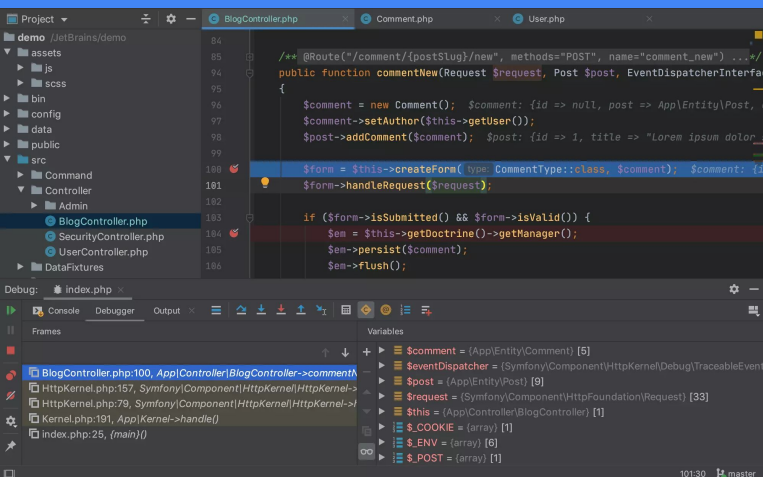 Project
BlogController.php
Comment.php
User.php
demo /JetBrains/demo
assets
js
scss
bin
config
data
public
src
Command
Controller
Admin
BlogController.php
SecurityController.php
UserController.php
DataFixtures
84
85 /** @Route("/comment/{postSlug}/new", methods="POST", name="comment_new") ...*/
94 public function commentNew(Request $request, Post $post, EventDispatcherInterfa
95 {
96 $comment = new Comment(); $comment: {id => null, post => App\Entity\Post,
97 $comment->setAuthor($this->getUser());
98 $post->addComment($comment); $post: {id => 1, title => "Lorem ipsum dolor
99
100 $form = $this->createForm( type: CommentType::class, $comment); $comment: {i
101 $form->handleRequest($request);
102
103 if ($form->isSubmitted() && $form->isValid()) {
104 $em = $this->getDoctrine()->getManager();
105 $em->persist($comment);
106 $em->flush();
Debug: index.php
Console Debugger Output
Frames
BlogController.php:100, App|Controller|BlogController->commentN
HttpKernel.php:157, Symfony|Component|HttpKernel|HttpKernel->
HttpKernel.php:79, Symfony|Component|HttpKernel|HttpKernel->h
Kernel.php:191, App|Kernel->handle()
index.php:25, {main}()
Variables
$comment = {App\Entity\Comment} [5]
$eventDispatcher = {Symfony\Component\HttpKernel\Debug\TraceableEvent
$post = {App\Entity\Post} [9]
$request = {Symfony\Component\HttpFoundation\Request} [33]
$this = {App\Controller\BlogController} [1]
$_COOKIE = {array} [1]
$_ENV = {array} [6]
$_POST = {array} [1]
101:30 master